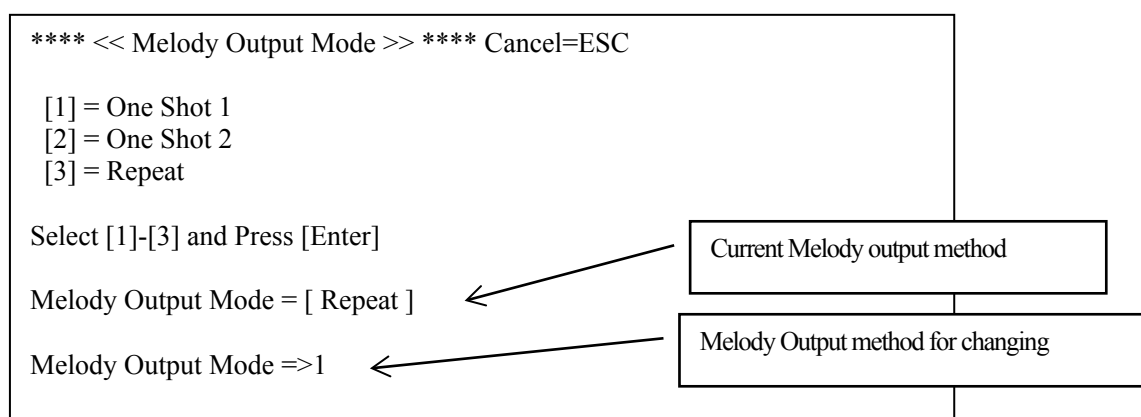 **** << Melody Output Mode >> **** Cancel=ESC
[1] = One Shot 1
[2] = One Shot 2
[3] = Repeat
Select [1]-[3] and Press [Enter]
Current Melody output method
Melody Output Mode = [ Repeat ]
Melody Output method for changing
Melody Output Mode =>1